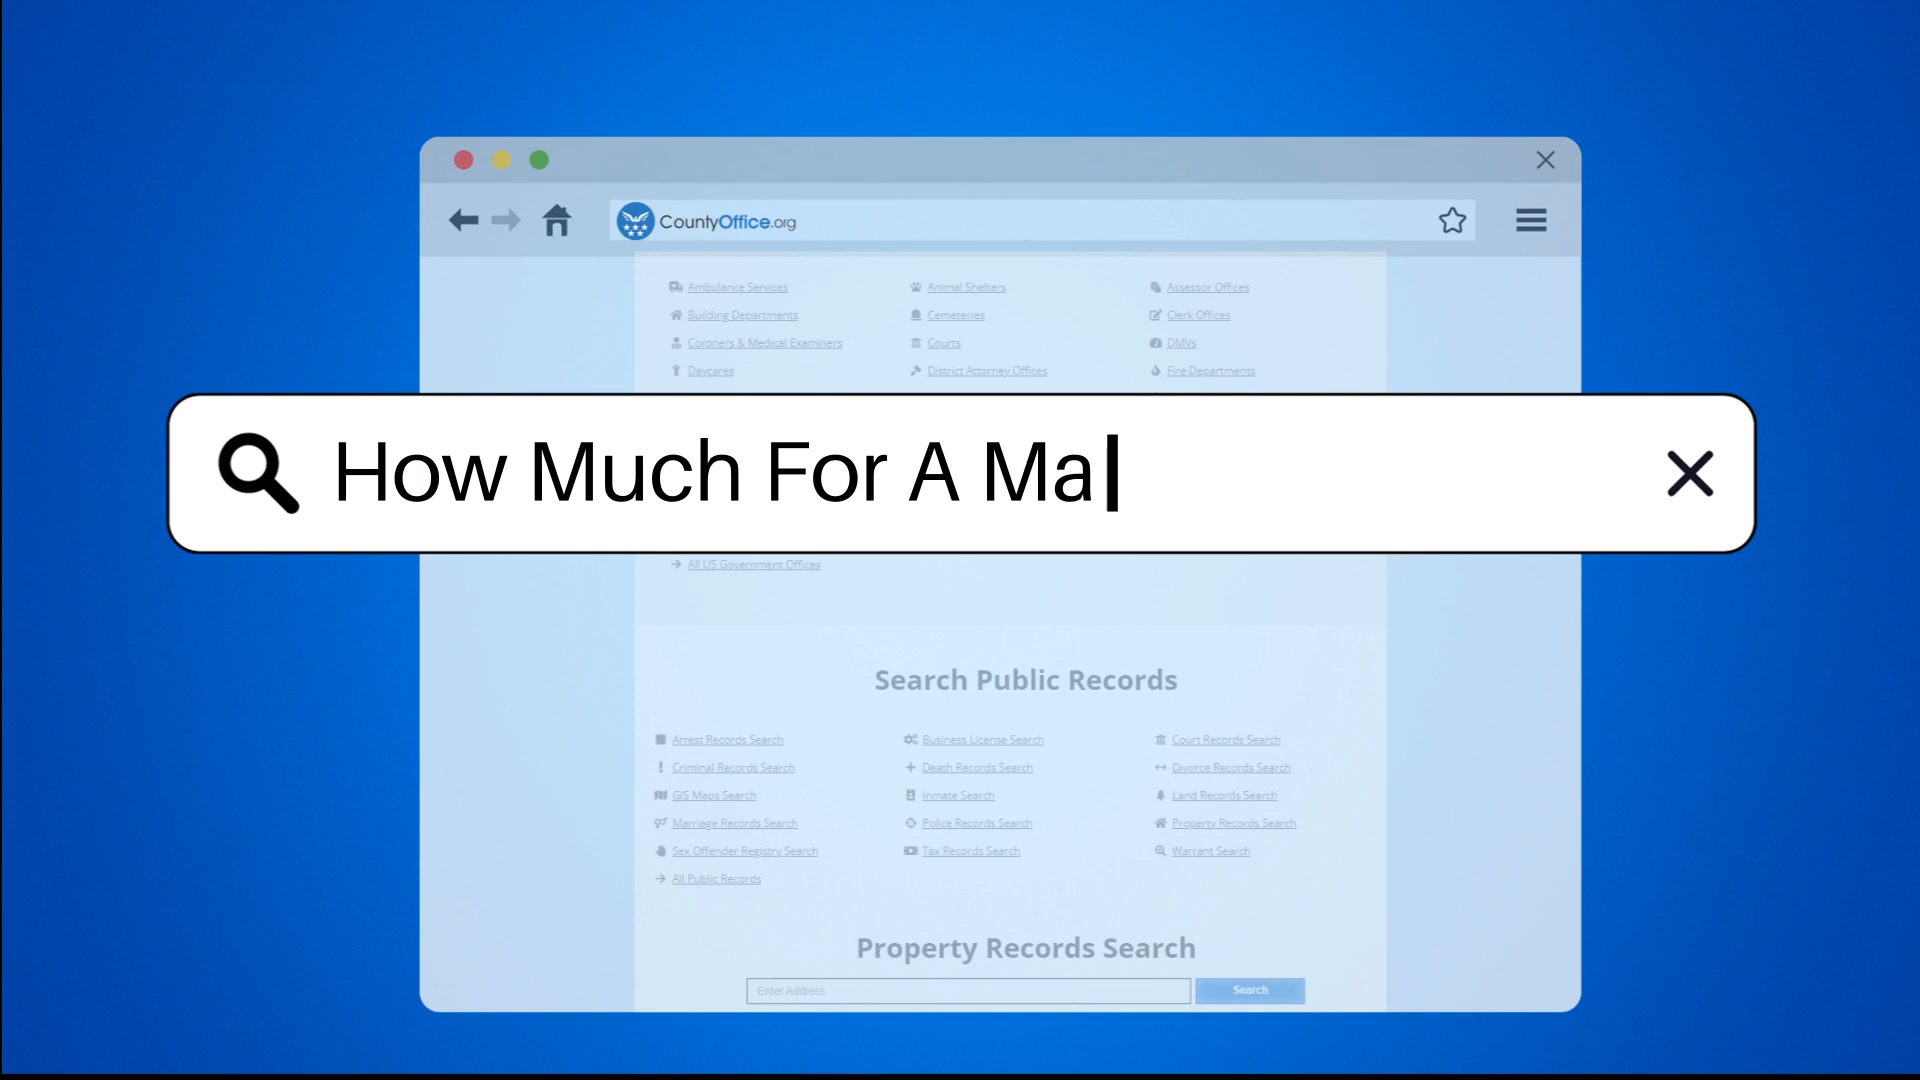 CountyOffice.org
Ambulance Services Animal Shelters Assessor Offices
Building Departments Cemeteries Clerk Offices
Coroners & Medical Examiners Courts DMVs
Daycares District Attorney Offices Fire Departments
How Much For A Ma
All US Government Offices
Search Public Records
Arrest Records Search Business License Search Court Records Search
Criminal Records Search Death Records Search Divorce Records Search
GIS Maps Search Inmate Search Land Records Search
Marriage Records Search Police Records Search Property Records Search
Sex Offender Registry Search Tax Records Search Warrant Search
All Public Records
Property Records Search
Enter Address Search